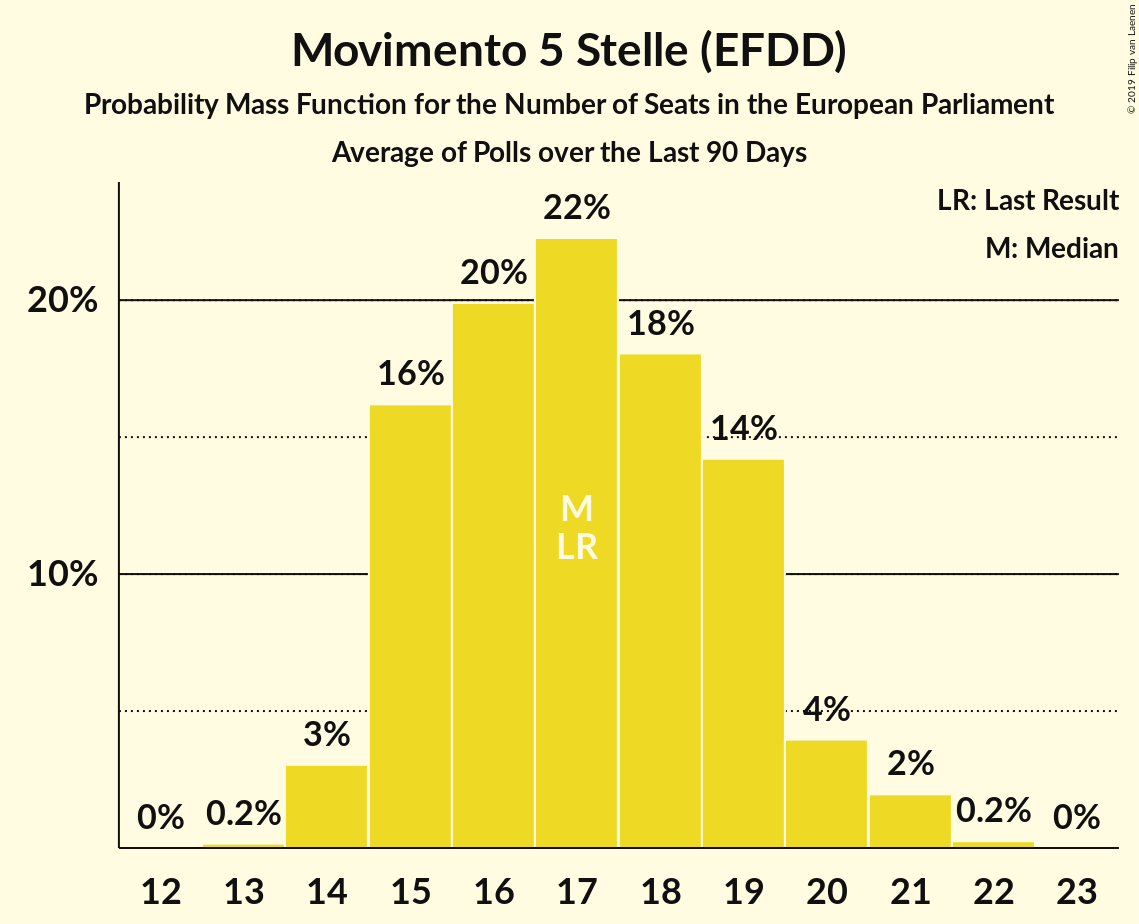 Movimento 5 Stelle (EFDD)
Probability Mass Function for the Number of Seats in the European Parliament
Average of Polls over the Last 90 Days
© 2019 Filip van Laenen
LR: Last Result
M: Median
22%
20%
20%
18%
16%
14%
M
LR
10%
4%
3%
2%
0%
0.2%
0.2%
0%
12 13 14 15 16 17 18 19 20 21 22 23